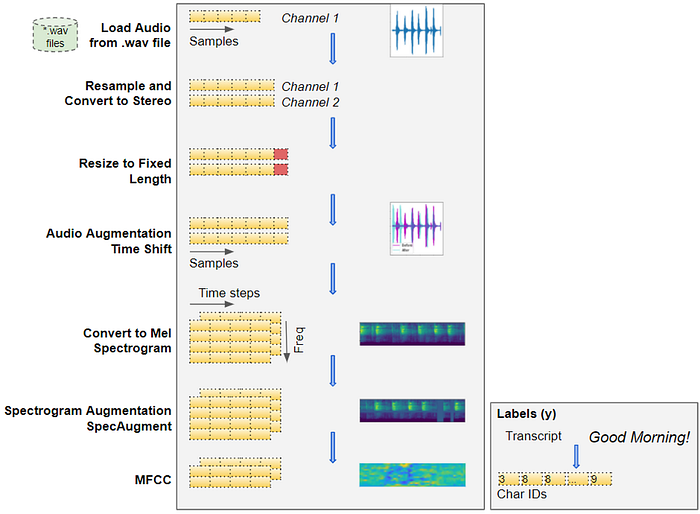 *.wav
files
Load Audio
from .wav file
Channel 1
Samples
Resample and
Convert to Stereo
Channel 1
Channel 2
Resize to Fixed
Length
Audio Augmentation
Time Shift
Samples
Before
After
Time steps
Convert to Mel
Spectrogram
Freq
Spectrogram Augmentation
SpecAugment
MFCC
Labels (y)
Transcript
Good Morning!
3 8 8 ... 9
Char IDs